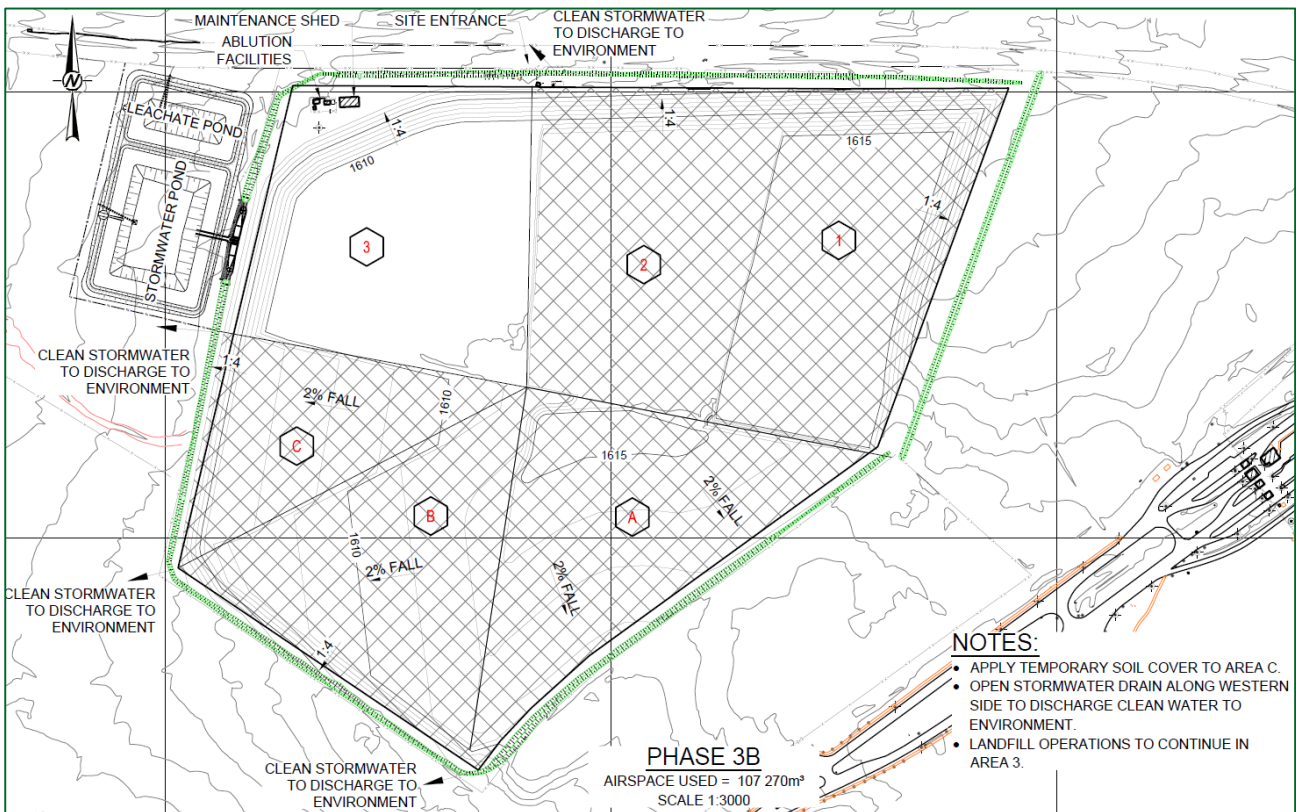 MAINTENANCE SHED
SITE ENTRANCE
CLEAN STORMWATER
TO DISCHARGE TO
ENVIRONMENT
ABLUTION
FACILITIES
N
LEACHATE POND
STORMWATER POND
1:4
1610
1:4
1615
1:4
3
2
1
CLEAN STORMWATER
TO DISCHARGE TO
ENVIRONMENT
1:4
2% FALL
1610
C
1615
2% FALL
B
A
1610
2% FALL
2% FALL
CLEAN STORMWATER
TO DISCHARGE TO
ENVIRONMENT
1:4
CLEAN STORMWATER
TO DISCHARGE TO
ENVIRONMENT
PHASE 3B
AIRSPACE USED = 107 270m³
SCALE 1:3000
NOTES:
• APPLY TEMPORARY SOIL COVER TO AREA C.
• OPEN STORMWATER DRAIN ALONG WESTERN
SIDE TO DISCHARGE CLEAN WATER TO
ENVIRONMENT.
• LANDFILL OPERATIONS TO CONTINUE IN
AREA 3.